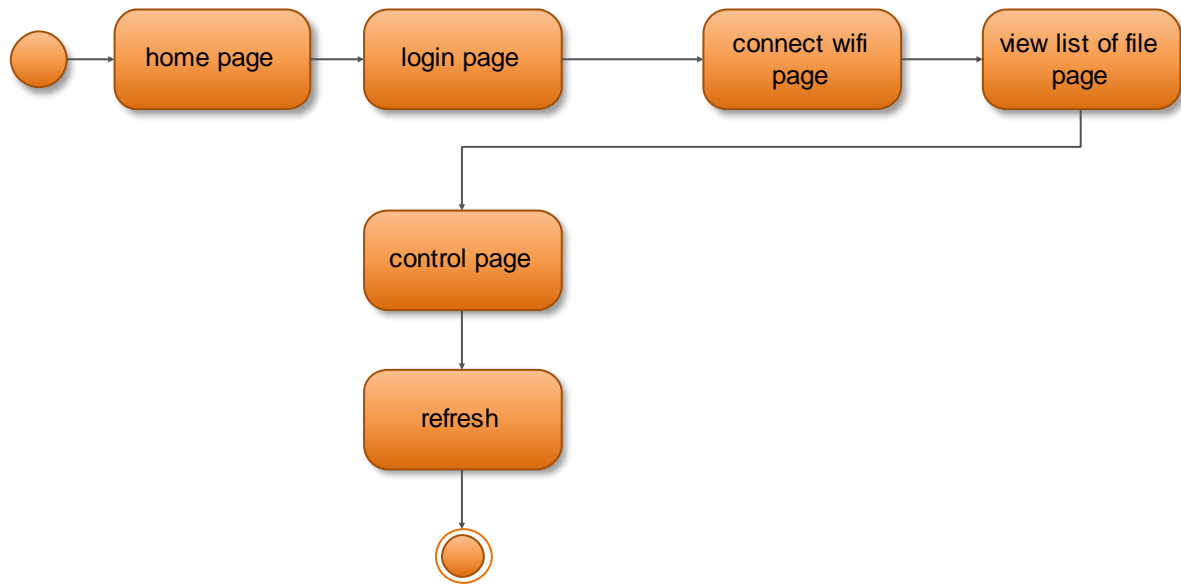 home page
login page
connect wifi
page
view list of file
page
control page
refresh